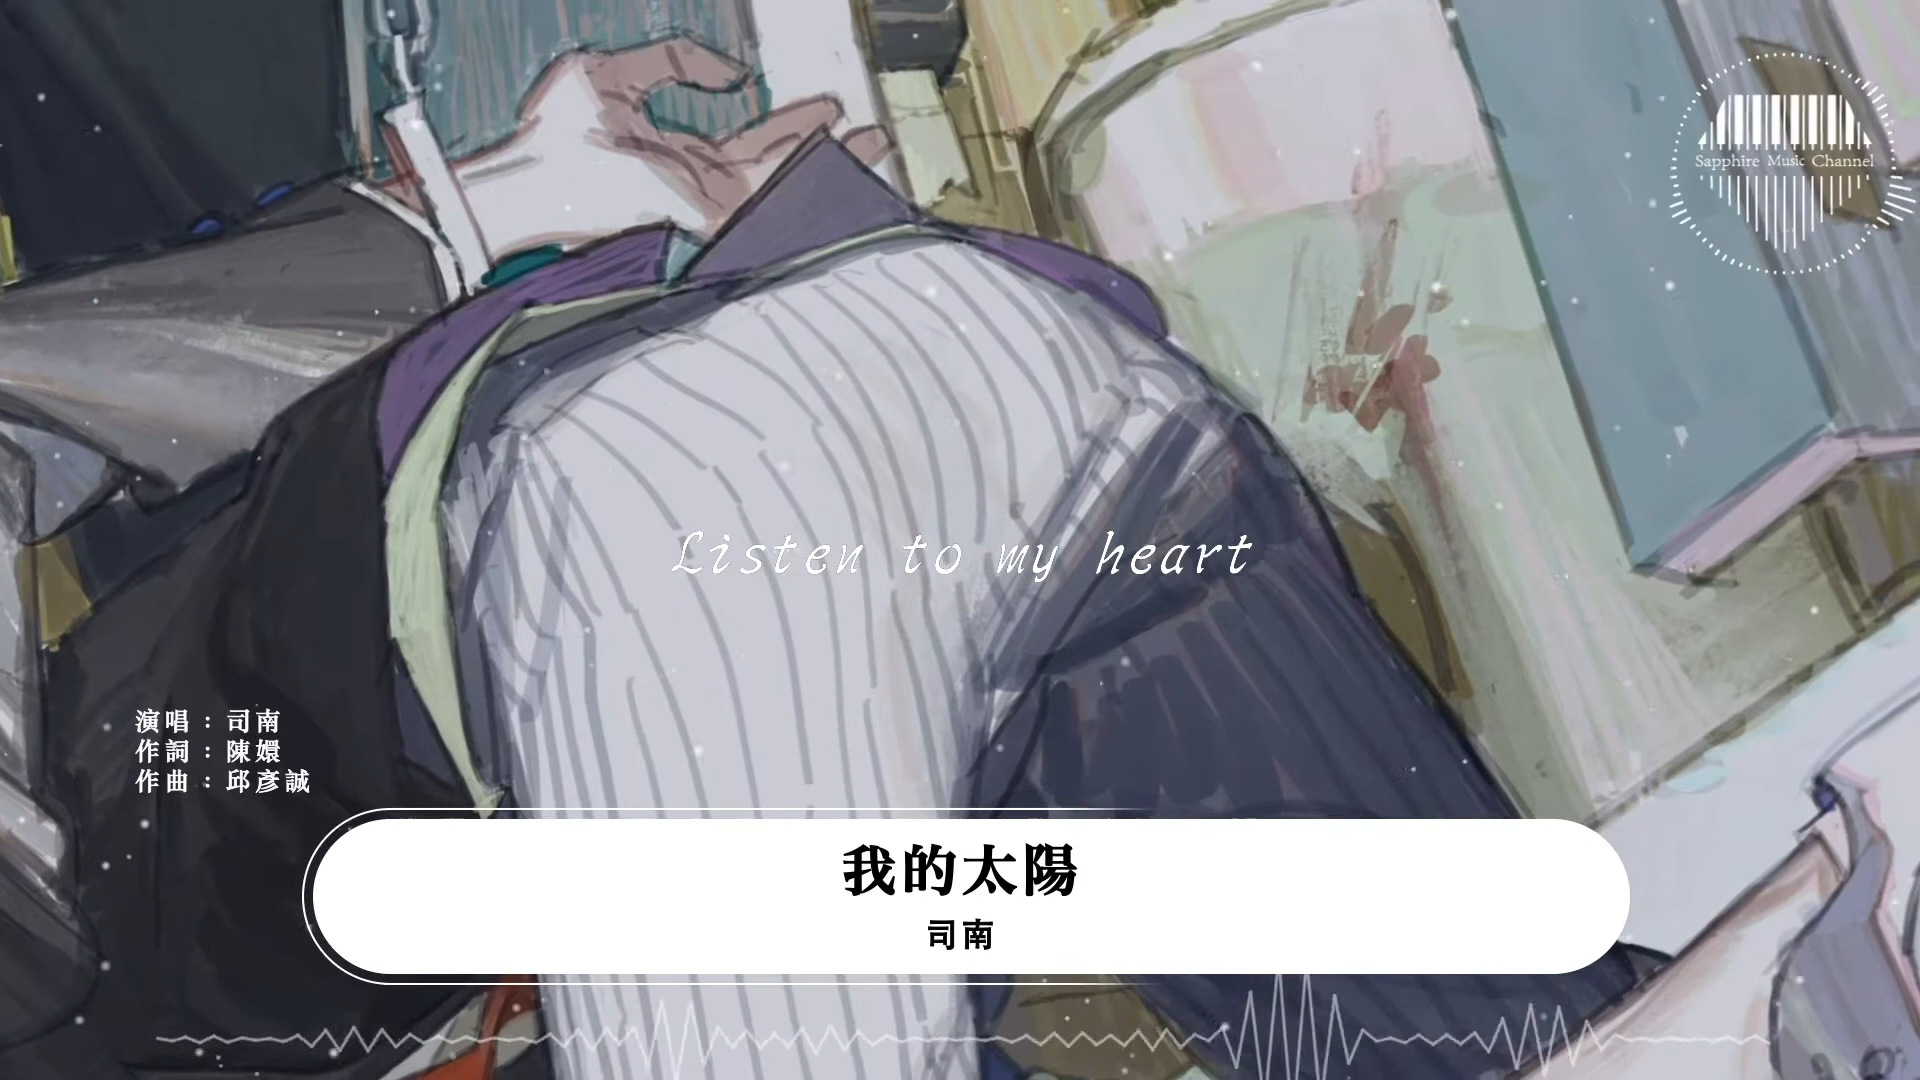 Sapphire Music Channel
Listen to my heart
演唱：司南
作詞：陳嬛
作曲：邱彥誠
我的太陽
司南